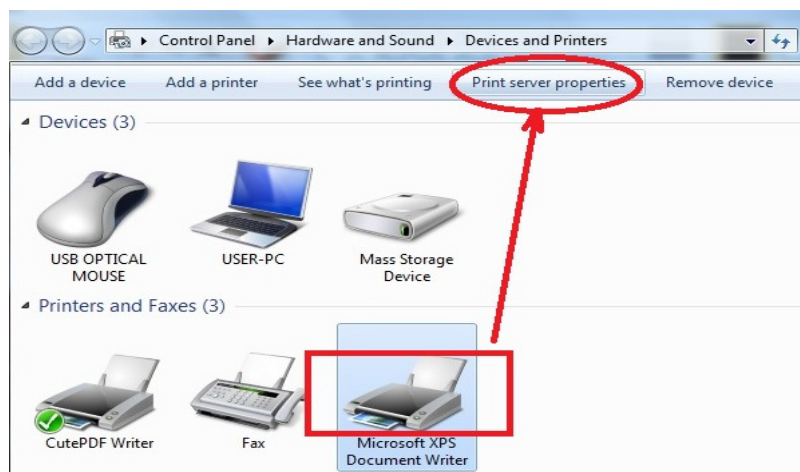 Control Panel ▸ Hardware and Sound ▸ Devices and Printers
Add a device Add a printer See what's printing Print server properties Remove device
Devices (3)
USB OPTICAL
MOUSE
USER-PC
Mass Storage
Device
Printers and Faxes (3)
CutePDF Writer
Fax
Microsoft XPS
Document Writer